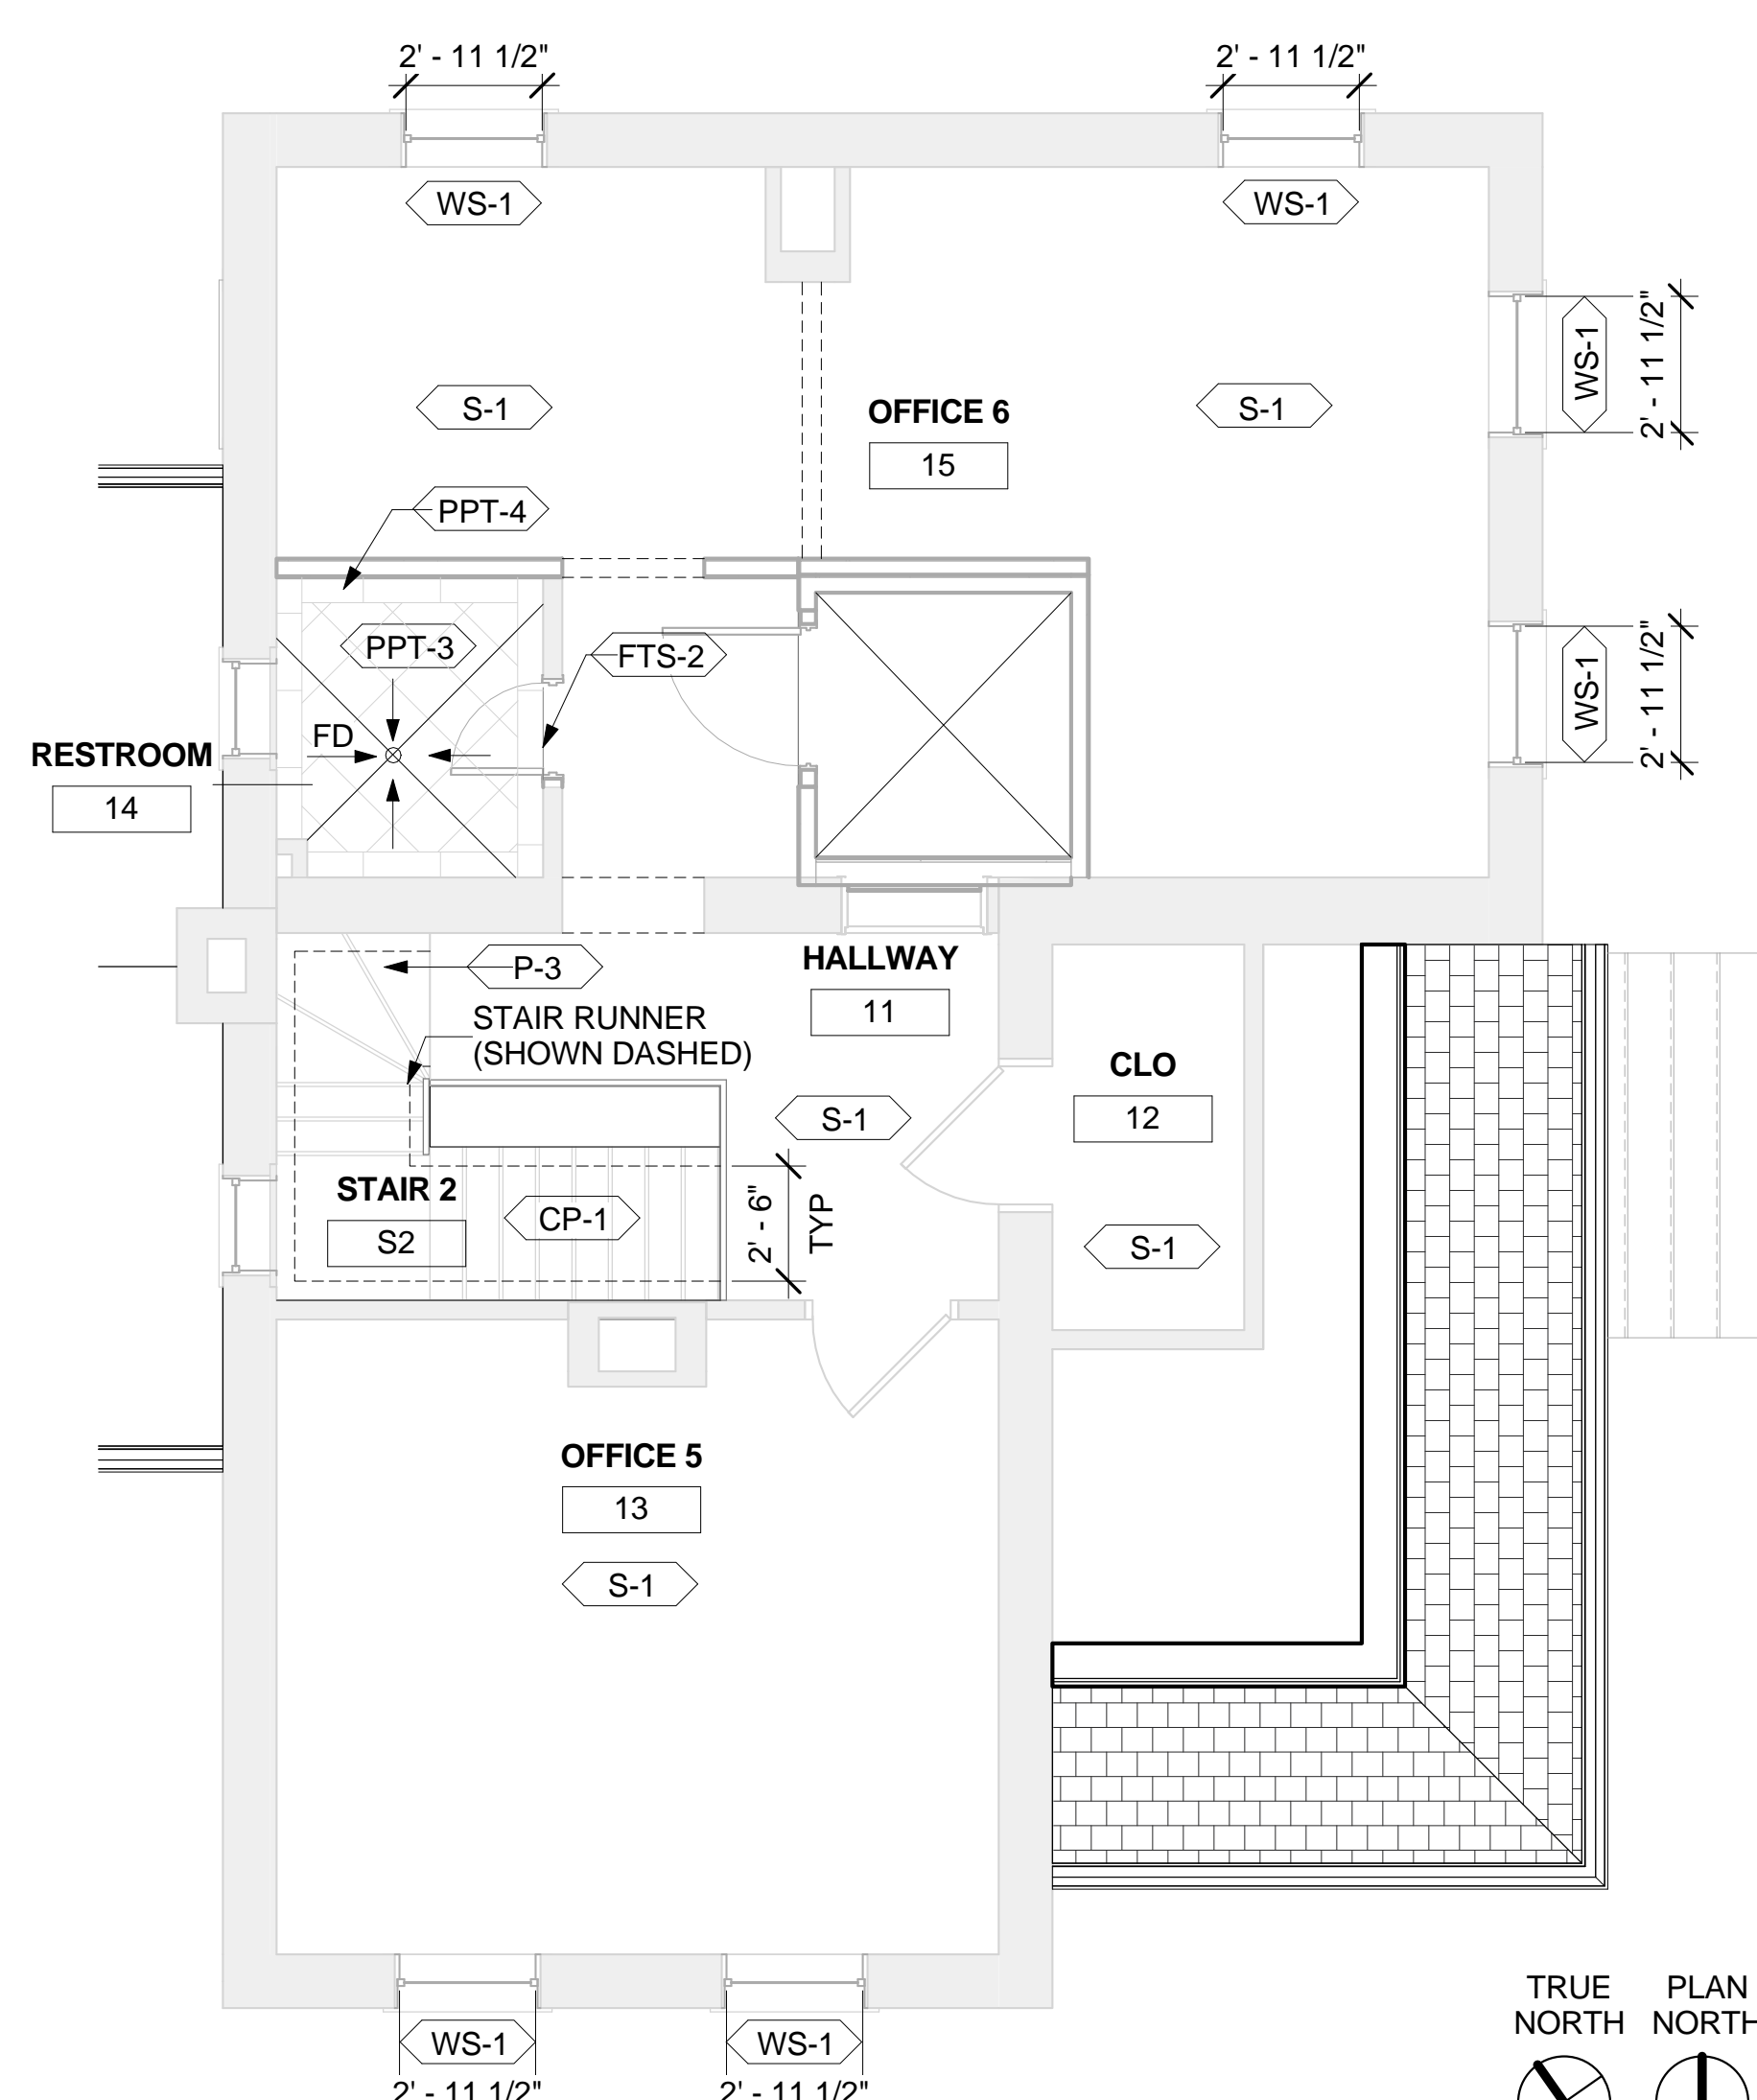 2' - 11 1/2"
2' - 11 1/2"
WS-1
WS-1
WS-1
2' - 11 1/2"
S-1
OFFICE 6
15
S-1
PPT-4
PPT-3
FTS-2
WS-1
2' - 11 1/2"
FD
RESTROOM
14
P-3
HALLWAY
11
STAIR RUNNER
(SHOWN DASHED)
CLO
12
S-1
STAIR 2
S2
CP-1
2' - 6"
TYP
S-1
OFFICE 5
13
S-1
TRUE
NORTH
PLAN
NORTH
WS-1
WS-1
2' - 11 1/2"
2' - 11 1/2"